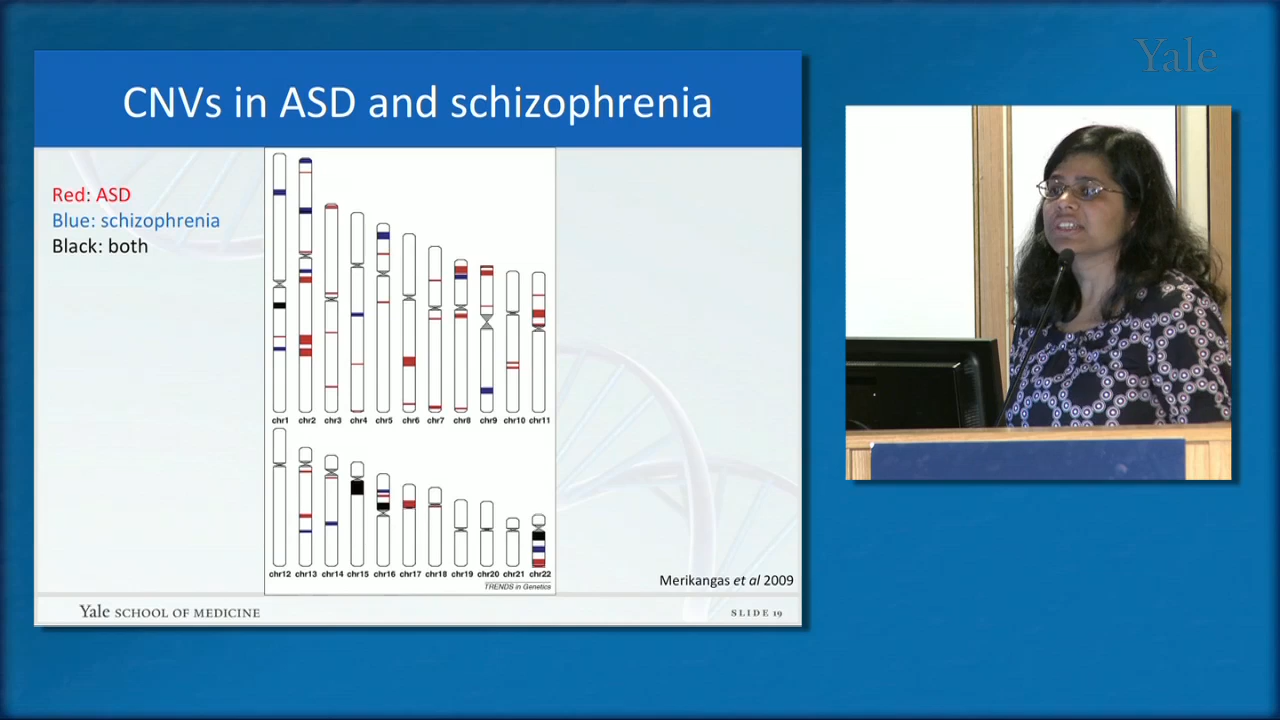 Yale
CNVs in ASD and schizophrenia
Red: ASD
Blue: schizophrenia
Black: both
chr1 chr2 chr3 chr4 chr5 chr6 chr7 chr8 chr9 chr10 chr11
chr12 chr13 chr14 chr15 chr16 chr17 chr18 chr19 chr20 chr21 chr22
TRENDS in Genetics
Merikangas et al 2009
Yale SCHOOL OF MEDICINE
SLIDE 19